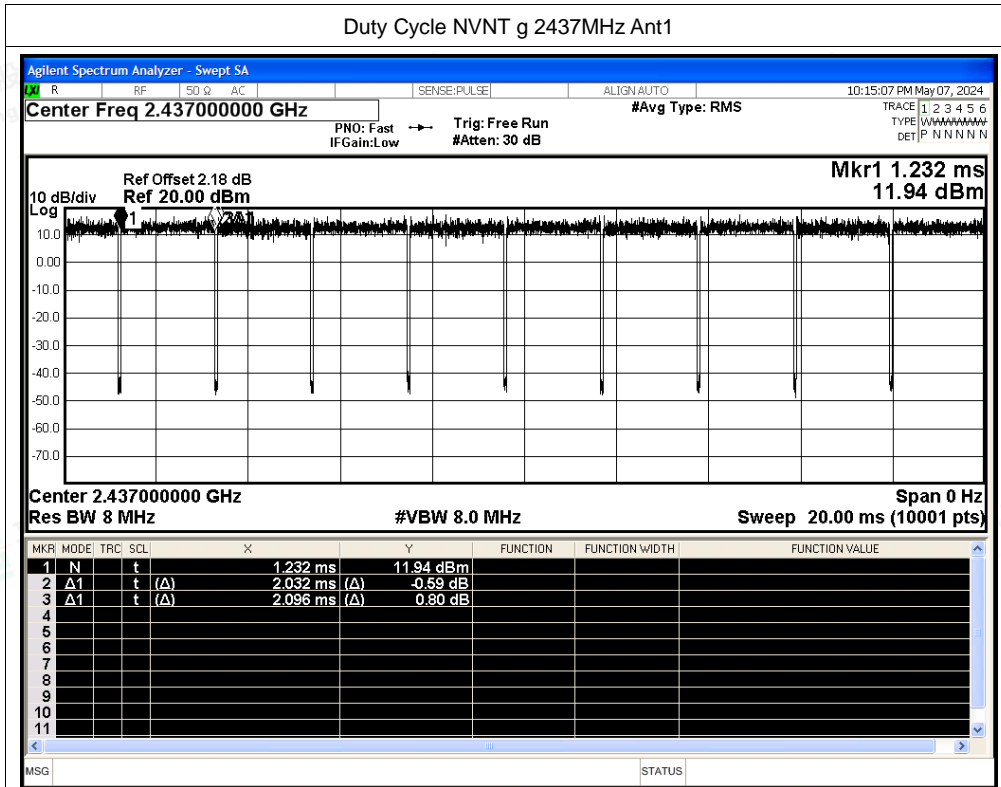 Duty Cycle NVNT g 2437MHz Ant1
Agilent Spectrum Analyzer - Swept SA
LXI R RF 50 Ω AC SENSE:PULSE ALIGN AUTO 10:15:07 PM May 07, 2024
Center Freq 2.437000000 GHz #Avg Type: RMS TRACE 1 2 3 4 5 6
PNO: Fast Trig: Free Run TYPE WWWWWW
IFGain:Low #Atten: 30 dB DET P N N N N N
Mkr1 1.232 ms
Ref Offset 2.18 dB
10 dB/div Ref 20.00 dBm 11.94 dBm
Log
1 2Δ1
10.0
0.00
-10.0
-20.0
-30.0
-40.0
-50.0
-60.0
-70.0
Center 2.437000000 GHz Span 0 Hz
Res BW 8 MHz #VBW 8.0 MHz Sweep 20.00 ms (10001 pts)
MKR MODE TRC SCL X Y FUNCTION FUNCTION WIDTH FUNCTION VALUE
1 N t 1.232 ms 11.94 dBm
2 Δ1 t (Δ) 2.032 ms (Δ) -0.59 dB
3 Δ1 t (Δ) 2.096 ms (Δ) 0.80 dB
4
5
6
7
8
9
10
11
MSG STATUS